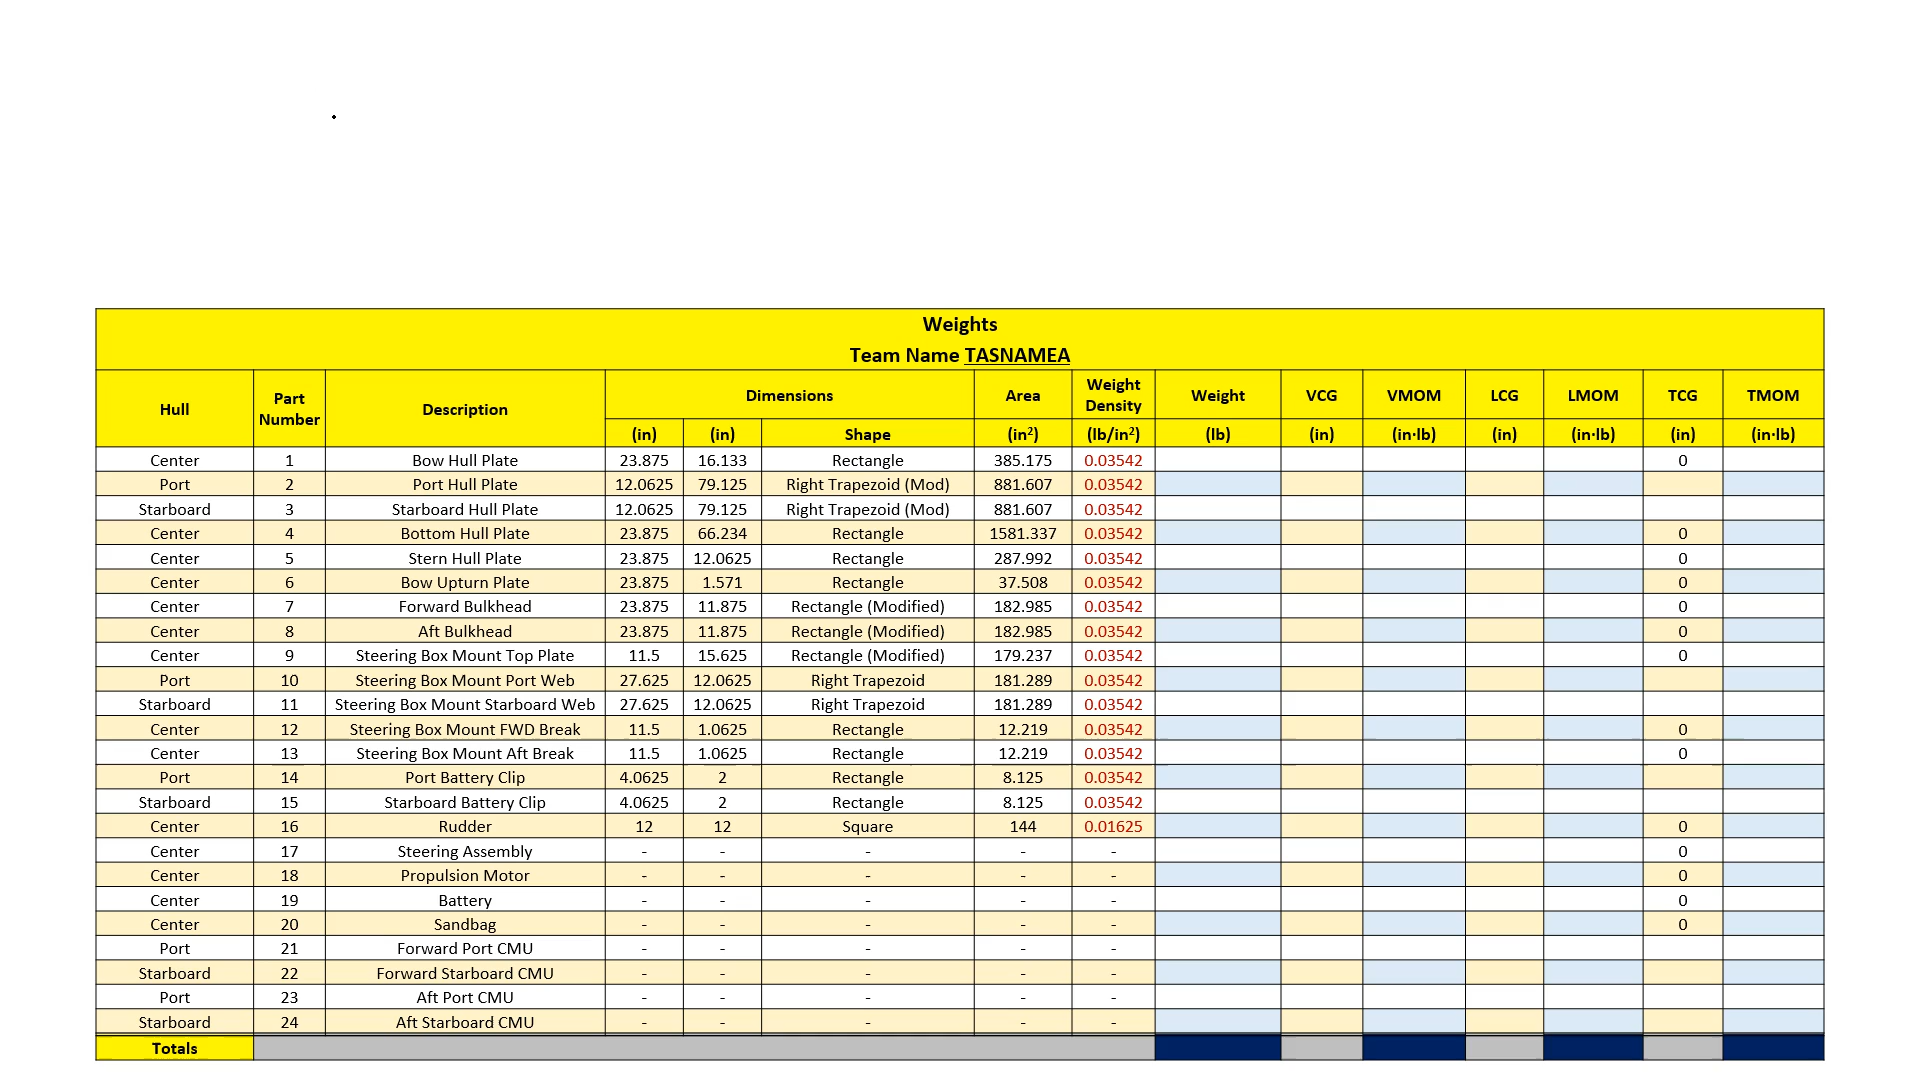 Weights
Team Name TASNAMEA
Hull Part Number Description Dimensions Area Weight Density Weight VCG VMOM LCG LMOM TCG TMOM
(in) (in) Shape (in²) (lb/in²) (lb) (in) (in·lb) (in) (in·lb) (in) (in·lb)
Center 1 Bow Hull Plate 23.875 16.133 Rectangle 385.175 0.03542 0
Port 2 Port Hull Plate 12.0625 79.125 Right Trapezoid (Mod) 881.607 0.03542
Starboard 3 Starboard Hull Plate 12.0625 79.125 Right Trapezoid (Mod) 881.607 0.03542
Center 4 Bottom Hull Plate 23.875 66.234 Rectangle 1581.337 0.03542 0
Center 5 Stern Hull Plate 23.875 12.0625 Rectangle 287.992 0.03542 0
Center 6 Bow Upturn Plate 23.875 1.571 Rectangle 37.508 0.03542 0
Center 7 Forward Bulkhead 23.875 11.875 Rectangle (Modified) 182.985 0.03542 0
Center 8 Aft Bulkhead 23.875 11.875 Rectangle (Modified) 182.985 0.03542 0
Center 9 Steering Box Mount Top Plate 11.5 15.625 Rectangle (Modified) 179.237 0.03542 0
Port 10 Steering Box Mount Port Web 27.625 12.0625 Right Trapezoid 181.289 0.03542
Starboard 11 Steering Box Mount Starboard Web 27.625 12.0625 Right Trapezoid 181.289 0.03542
Center 12 Steering Box Mount FWD Break 11.5 1.0625 Rectangle 12.219 0.03542 0
Center 13 Steering Box Mount Aft Break 11.5 1.0625 Rectangle 12.219 0.03542 0
Port 14 Port Battery Clip 4.0625 2 Rectangle 8.125 0.03542
Starboard 15 Starboard Battery Clip 4.0625 2 Rectangle 8.125 0.03542
Center 16 Rudder 12 12 Square 144 0.01625 0
Center 17 Steering Assembly - - - - - 0
Center 18 Propulsion Motor - - - - - 0
Center 19 Battery - - - - - 0
Center 20 Sandbag - - - - - 0
Port 21 Forward Port CMU - - - - -
Starboard 22 Forward Starboard CMU - - - - -
Port 23 Aft Port CMU - - - - -
Starboard 24 Aft Starboard CMU - - - - -
Totals